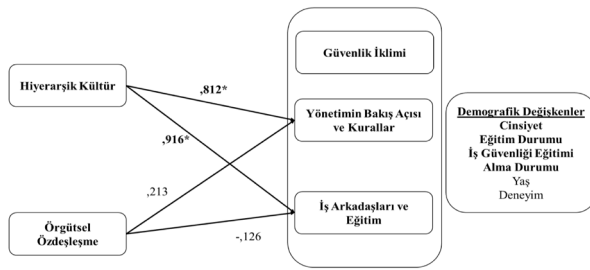 Güvenlik İklimi
Hiyerarşik Kültür
,812*
Yönetimin Bakış Açısı
ve Kurallar
,916*
,213
Örgütsel
Özdeşleşme
-,126
İş Arkadaşları ve
Eğitim
Demografik Değişkenler
Cinsiyet
Eğitim Durumu
İş Güvenliği Eğitimi
Alma Durumu
Yaş
Deneyim